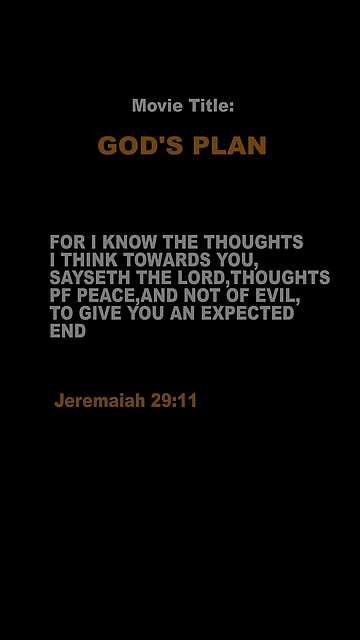 Movie Title:
GOD'S PLAN
FOR I KNOW THE THOUGHTS
I THINK TOWARDS YOU,
SAYSETH THE LORD,THOUGHTS
PF PEACE,AND NOT OF EVIL,
TO GIVE YOU AN EXPECTED
END
Jeremaiah 29:11